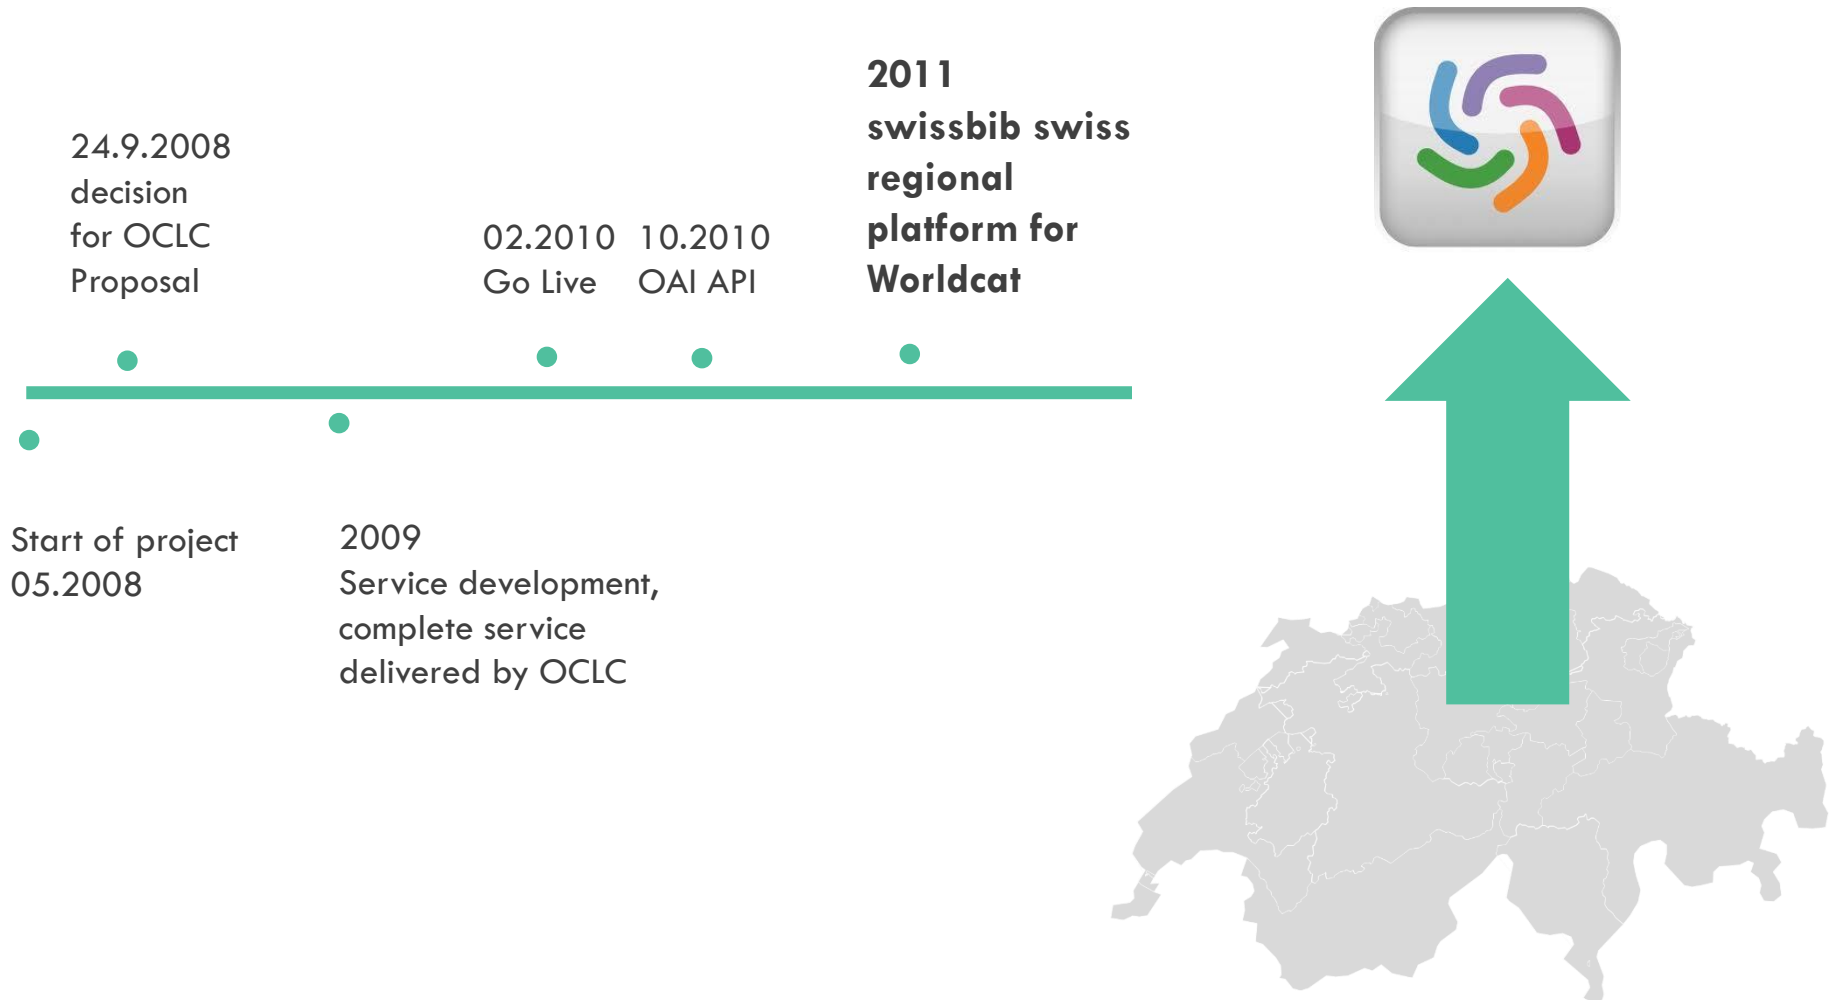 24.9.2008
decision
for OCLC
Proposal
02.2010
Go Live
10.2010
OAI API
2011
swissbib swiss
regional
platform for
Worldcat
Start of project
05.2008
2009
Service development,
complete service
delivered by OCLC